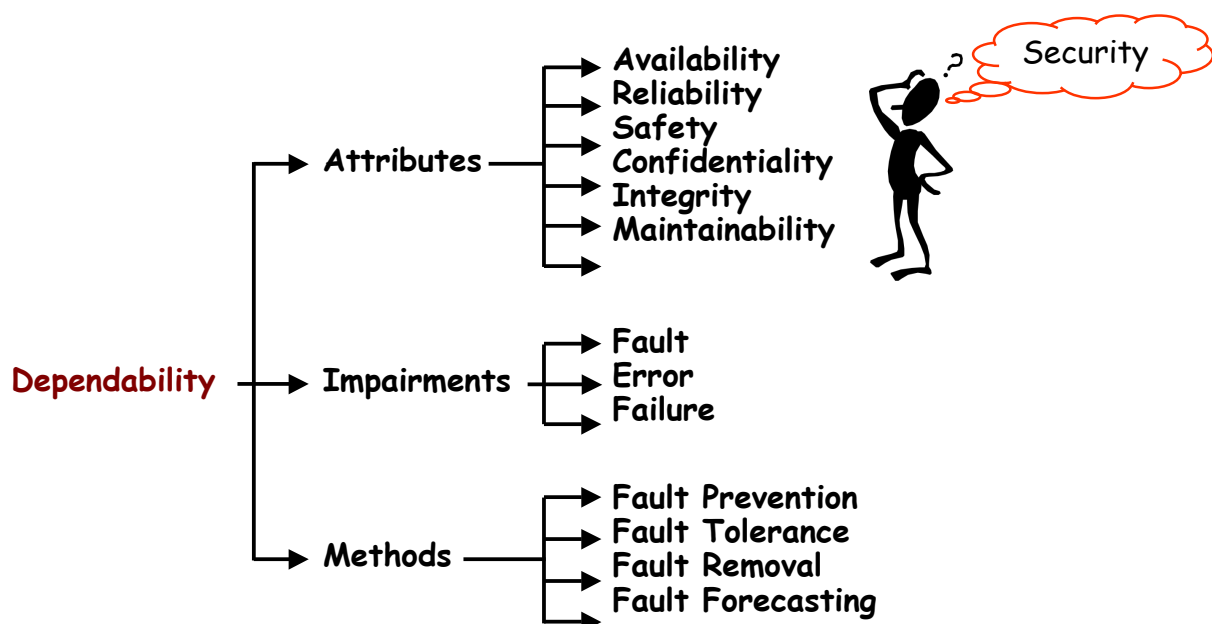 Security
?
Availability
Reliability
Safety
Attributes
Confidentiality
Integrity
Maintainability
Fault
Dependability
Impairments
Error
Failure
Fault Prevention
Fault Tolerance
Methods
Fault Removal
Fault Forecasting